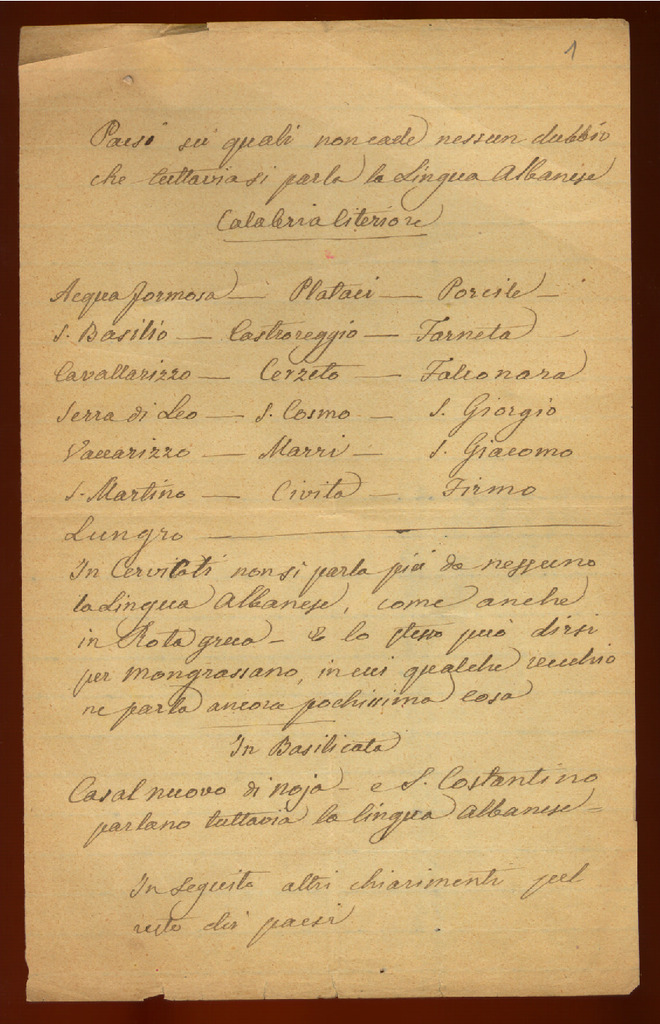 1
Paesi su' quali non cade nessun dubbio
che tuttavia si parla la Lingua Albanese
Calabria Citeriore
Acqua formosa — Plataci — Porcile —
S. Basilio — Castroreggio — Farneta
Cavallarizzo — Cerzeto — Falconara
Serra di Leo — S. Cosmo — S. Giorgio
Vaccarizzo — Marri — S. Giacomo
S. Martino — Civita — Firmo
Lungro —
In Cervicati non si parla più da nessuno
la Lingua Albanese, come anche
in Rota greca — E lo stesso può dirsi
per Mongrassano, in cui qualche vecchio
ne parla ancora pochissima cosa
In Basilicata
Casal nuovo di Noja — e S. Costantino
parlano tuttavia la lingua Albanese —
In seguito altri chiarimenti pel
resto dei paesi